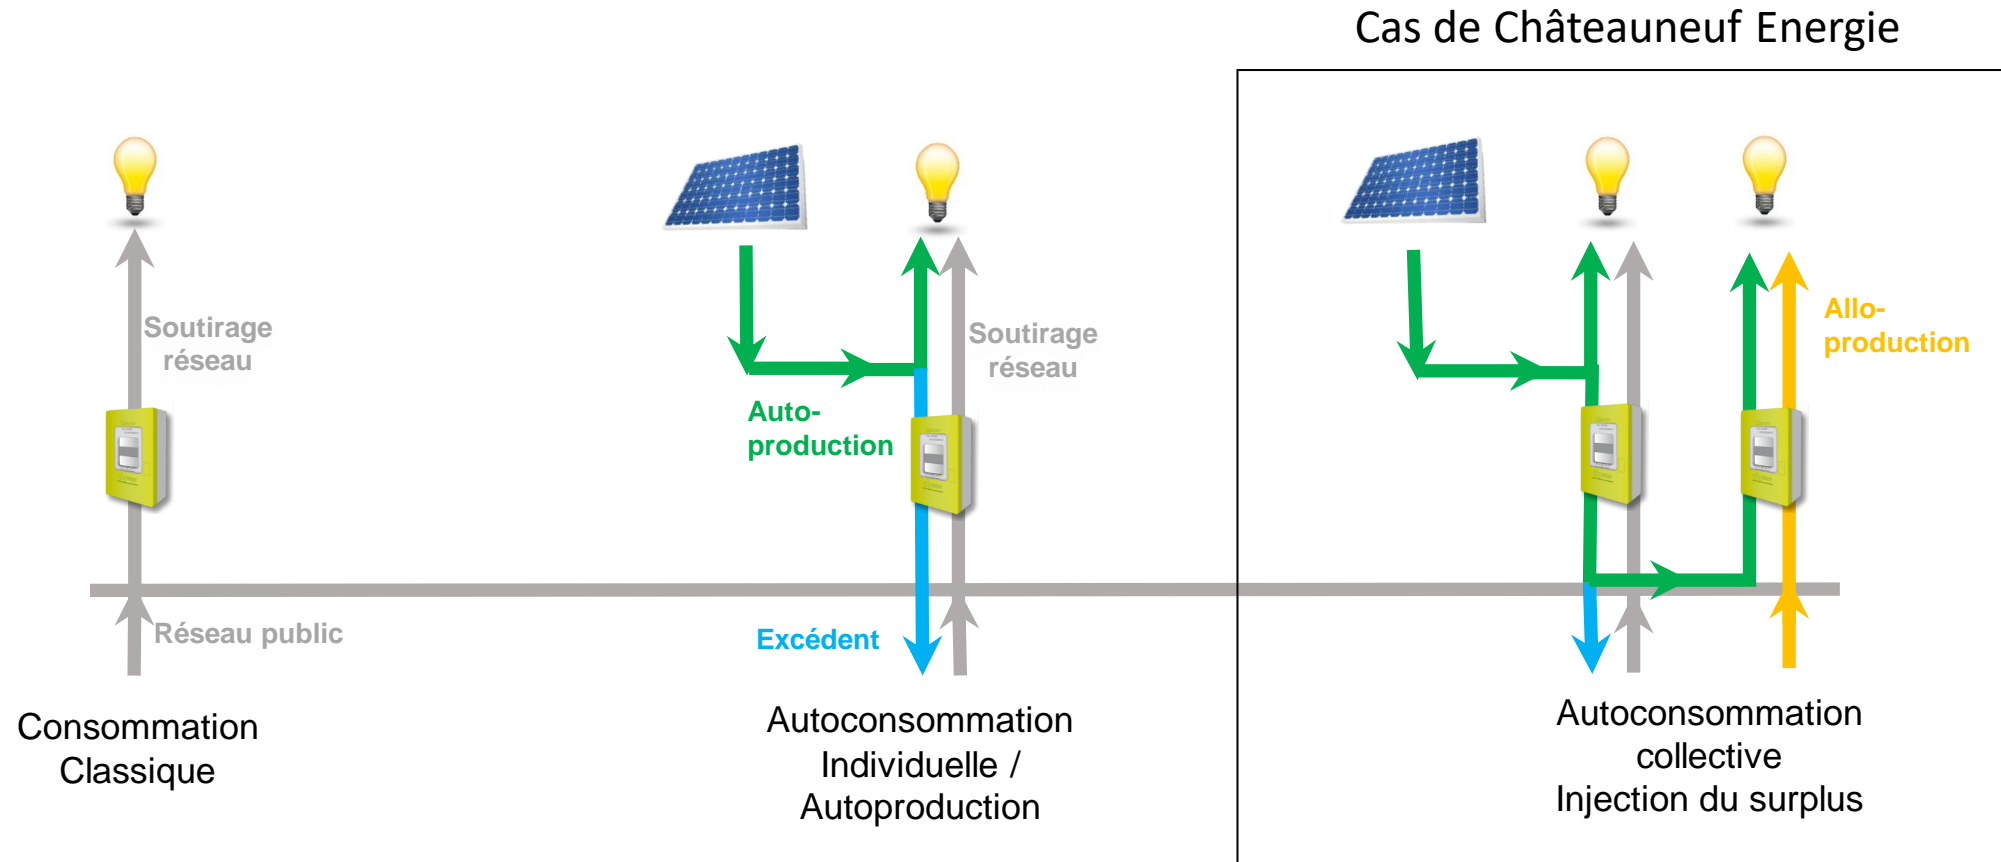 Cas de Châteauneuf Energie
Soutirage
réseau
Réseau public
Consommation
Classique
Auto-
production
Soutirage
réseau
Excédent
Autoconsommation
Individuelle /
Autoproduction
Allo-
production
Autoconsommation
collective
Injection du surplus